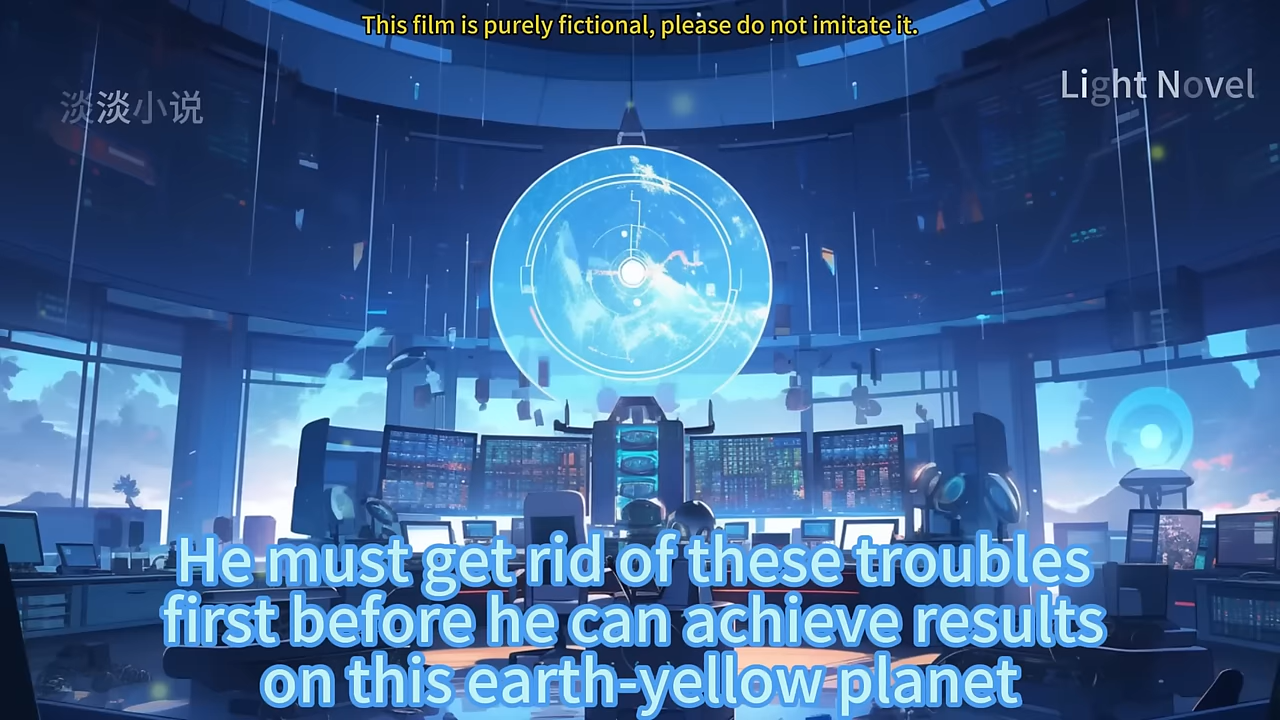 This film is purely fictional, please do not imitate it.
淡淡小说
Light Novel
He must get rid of these troubles
first before he can achieve results
on this earth-yellow planet